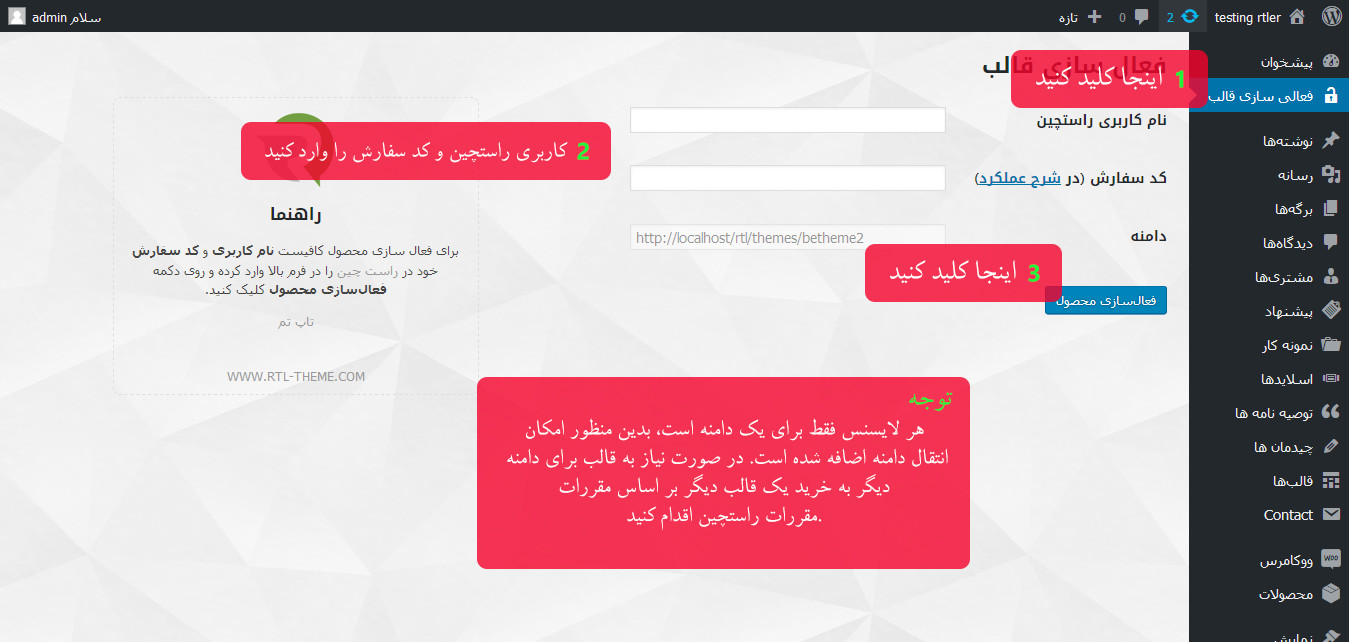 testing rtler
2
0
تازه
سلام admin
پیشخوان
فعالی سازی قالب
نوشته‌ها
رسانه
برگه‌ها
دیدگاه‌ها
مشتری‌ها
پیشنهاد
نمونه کار
اسلایدها
توصیه نامه ها
چیدمان ها
قالب‌ها
Contact
ووکامرس
محصولات
نمایش
فعال سازی قالب
1 اینجا کلید کنید
نام کاربری راستچین
کد سفارش (در شرح عملکرد)
دامنه
http://localhost/rtl/themes/betheme2
3 اینجا کلید کنید
فعال‌سازی محصول
2 کاربری راستچین و کد سفارش را وارد کنید
راهنما
برای فعال سازی محصول کافیست نام کاربری و کد سفارش
خود در راست چین را در فرم بالا وارد کرده و روی دکمه
فعال‌سازی محصول کلیک کنید.
تاپ تم
WWW.RTL-THEME.COM
توجه
هر لایسنس فقط برای یک دامنه است، بدین منظور امکان
انتقال دامنه اضافه شده است. در صورت نیاز به قالب برای دامنه
دیگر به خرید یک قالب دیگر بر اساس مقررات
.مقررات راستچین اقدام کنید